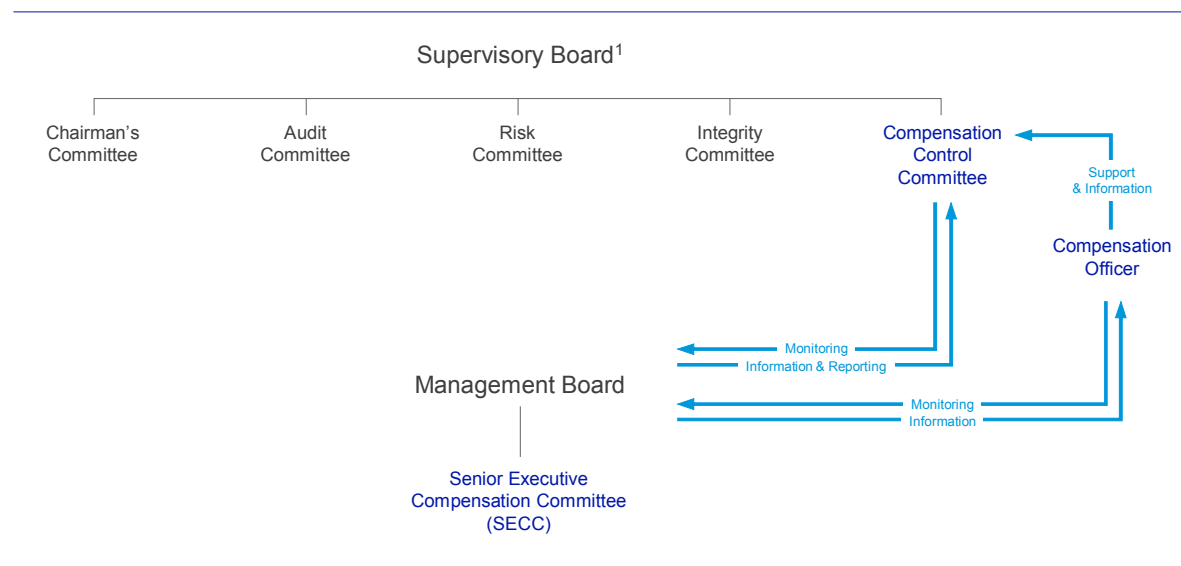 Supervisory Board1
Chairman's
Committee
Audit
Committee
Risk
Committee
Integrity
Committee
Compensation
Control
Committee
Support
& Information
Compensation
Officer
Monitoring
Information & Reporting
Management Board
Monitoring
Information
Senior Executive
Compensation Committee
(SECC)